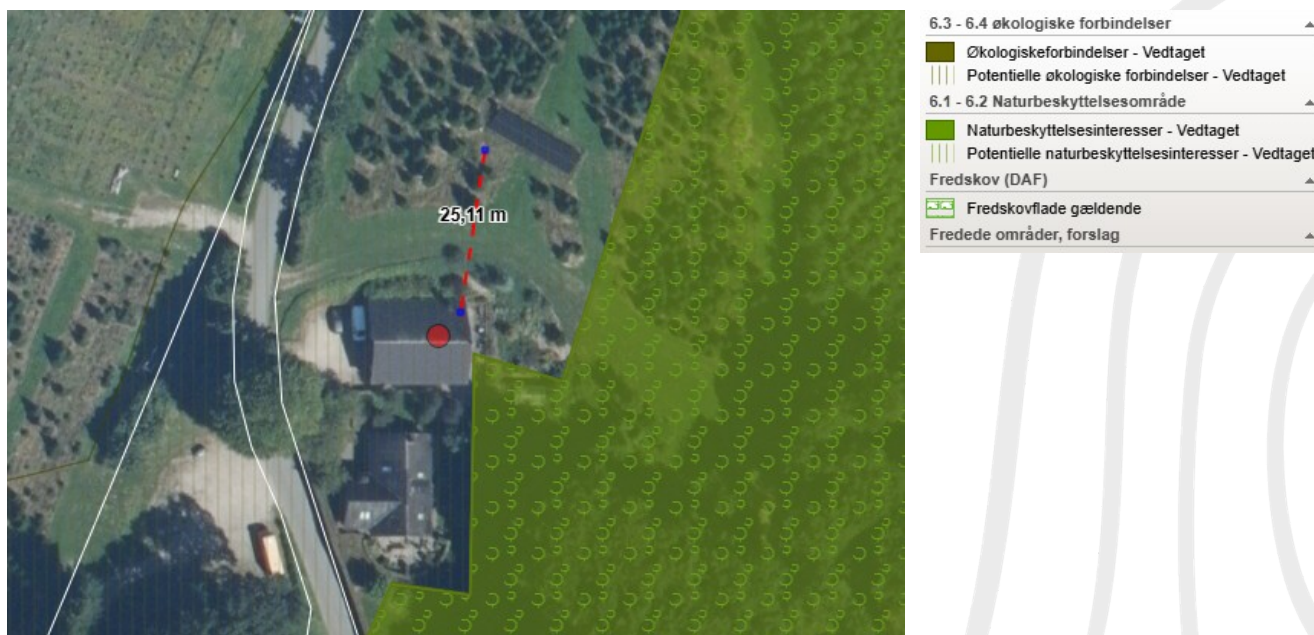 25,11 m
6.3 - 6.4 økologiske forbindelser
Økologiskeforbindelser - Vedtaget
Potentielle økologiske forbindelser - Vedtaget
6.1 - 6.2 Naturbeskyttelsesområde
Naturbeskyttelsesinteresser - Vedtaget
Potentielle naturbeskyttelsesinteresser - Vedtaget
Fredskov (DAF)
Fredskovflade gældende
Fredede områder, forslag